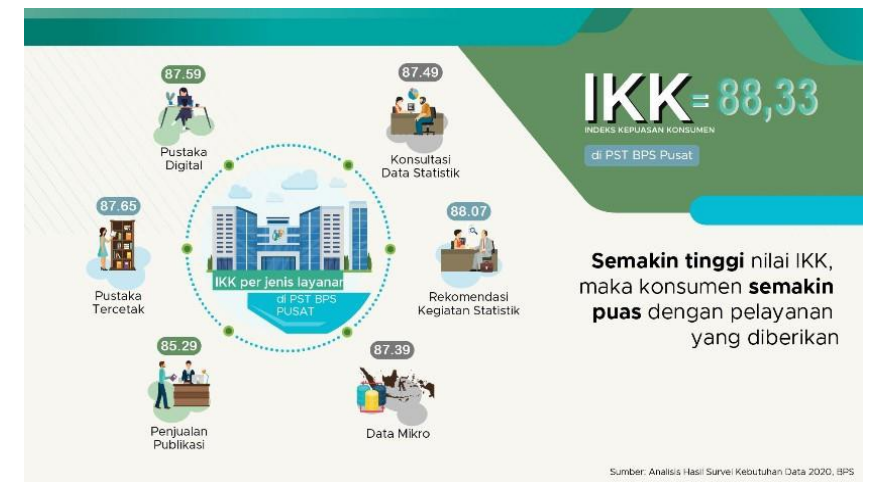 IKK= 88,33
INDEKS KEPUASAN KONSUMEN
di PST BPS Pusat
87.59
Pustaka
Digital
87.49
Konsultasi
Data Statistik
87.65
Pustaka
Tercetak
88.07
Rekomendasi
Kegiatan Statistik
IKK per jenis layanan
di PST BPS
PUSAT
85.29
Penjualan
Publikasi
87.39
Data Mikro
Semakin tinggi nilai IKK,
maka konsumen semakin
puas dengan pelayanan
yang diberikan
Sumber: Analisis Hasil Survei Kebutuhan Data 2020, BPS